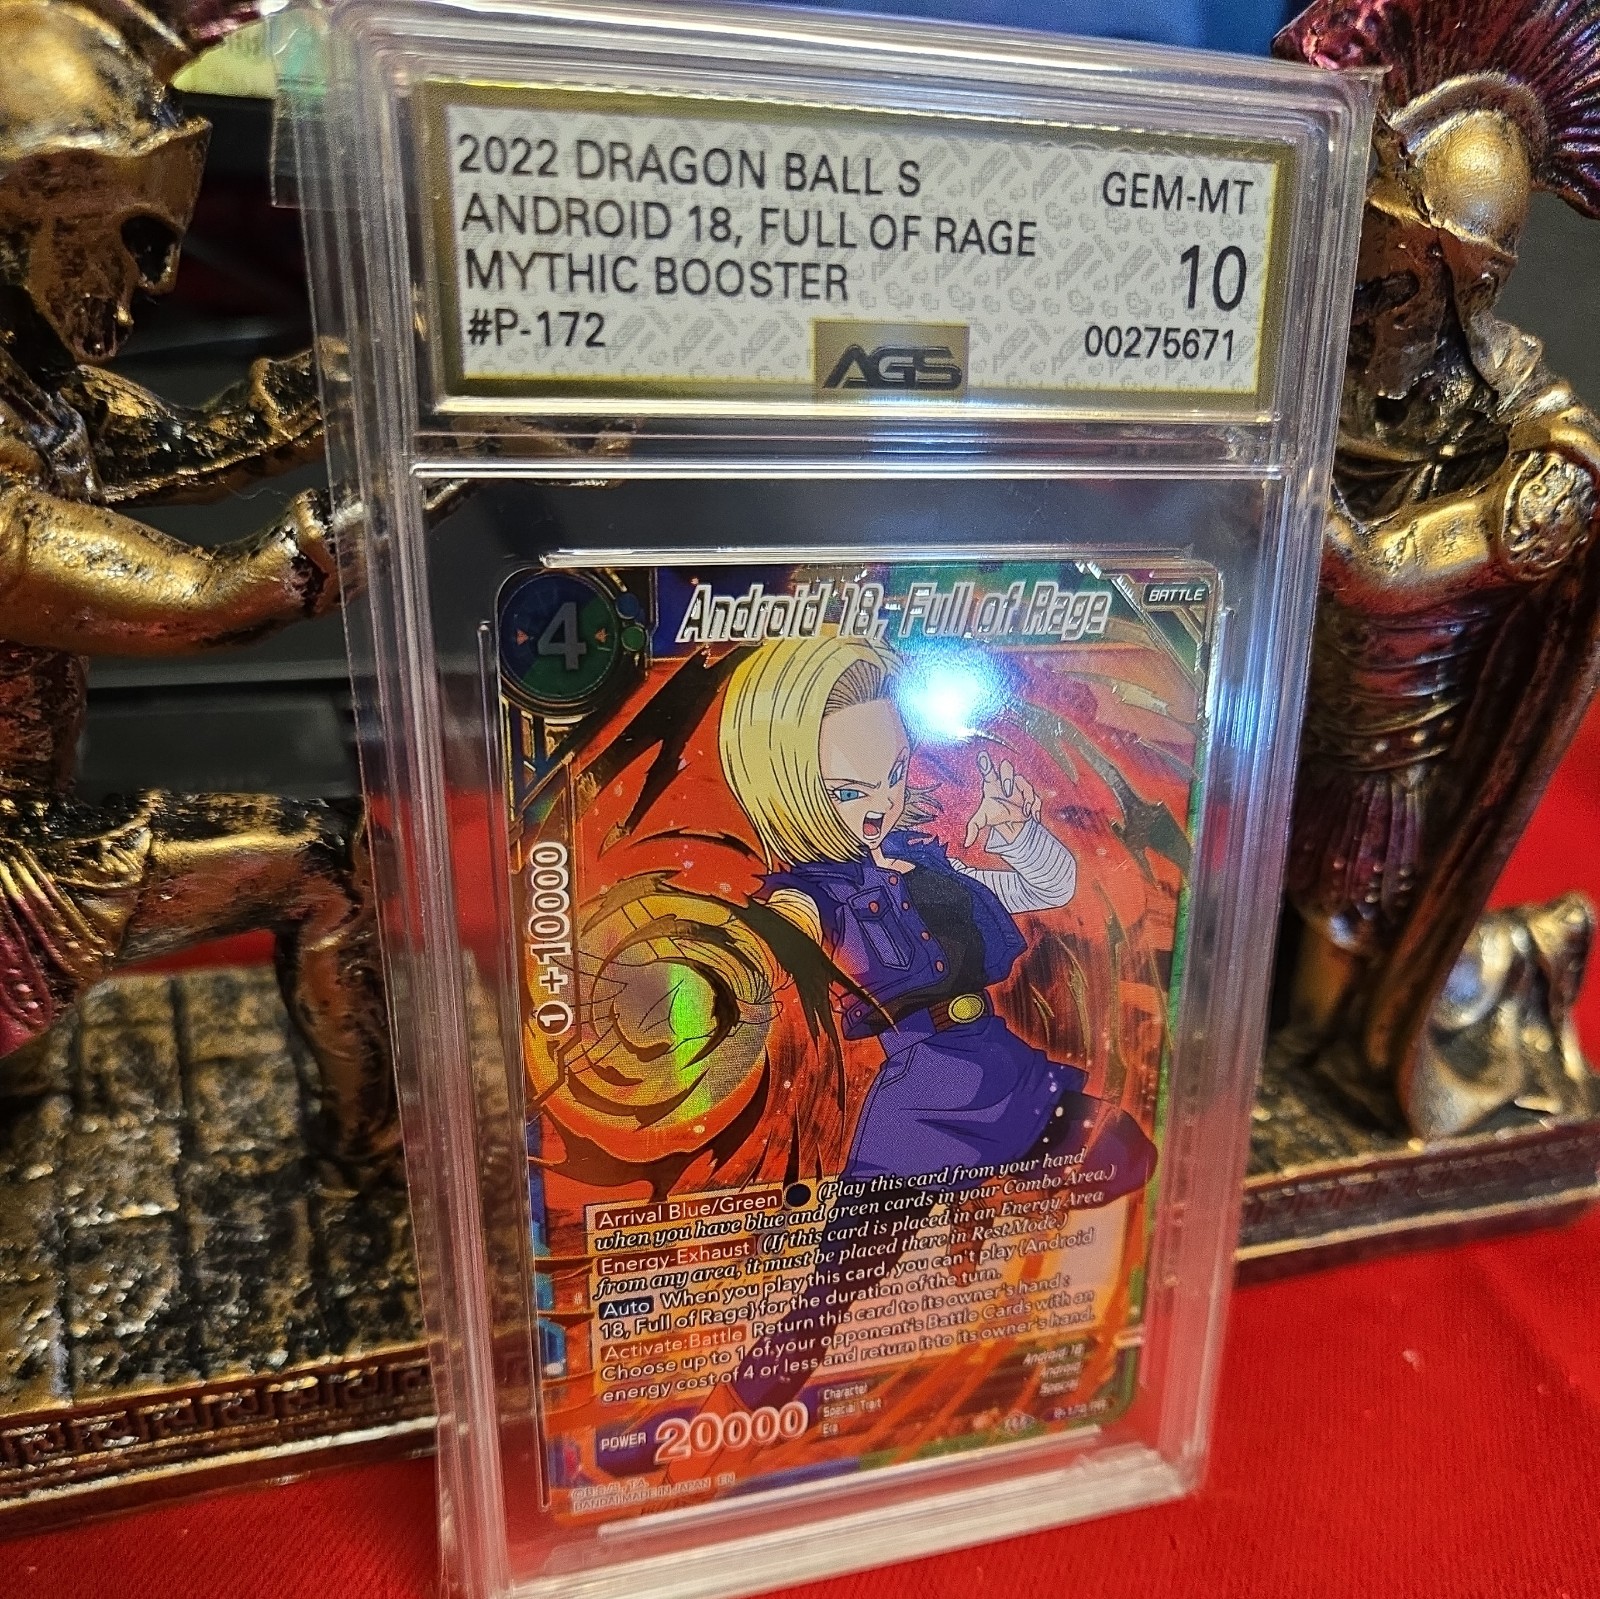 2022 DRAGON BALL S
ANDROID 18, FULL OF RAGE
MYTHIC BOOSTER
#P-172
GEM-MT
10
00275671
AGS
4
Android 18, Full of Rage
BATTLE
1 +10000
Arrival Blue/Green (Play this card from your hand
when you have blue and green cards in your Combo Area.)
Energy-Exhaust (If this card is placed in an Energy Area
from any area, it must be placed there in Rest Mode.)
Auto When you play this card, you can't play {Android
18, Full of Rage} for the duration of the turn.
Activate:Battle Return this card to its owner's hand:
Choose up to 1 of your opponent's Battle Cards with an
energy cost of 4 or less and return it to its owner's hand.
POWER 20000
Character Android 18
Special Trait Android
Era Special
BANDAI MADE IN JAPAN EN